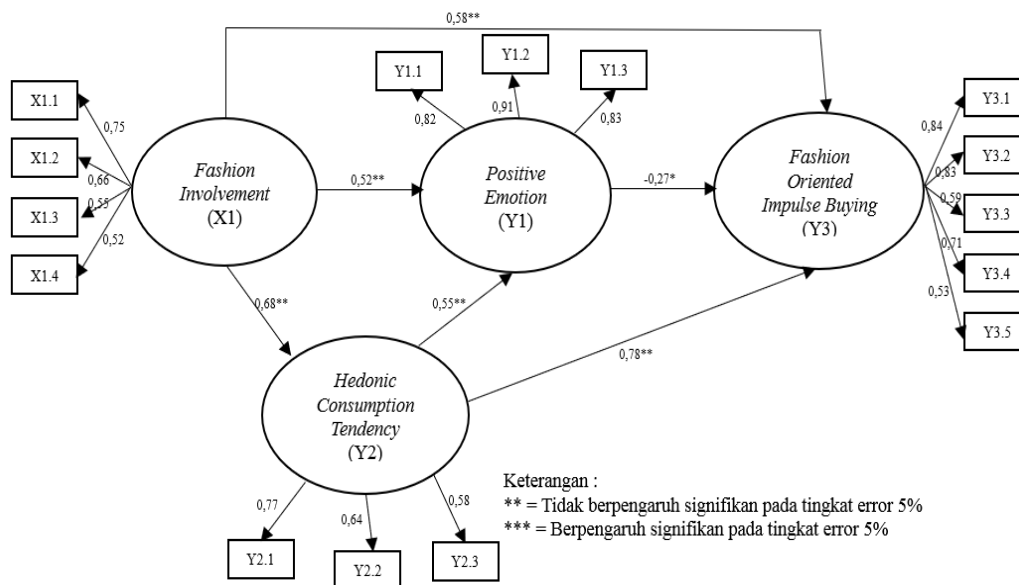 0,58**
Y1.1
Y1.2
Y1.3
0,82
0,91
0,83
X1.1
X1.2
X1.3
X1.4
0,75
0,66
0,55
0,52
Fashion
Involvement
(X1)
0,52**
Positive
Emotion
(Y1)
-0,27*
Fashion
Oriented
Impulse Buying
(Y3)
0,84
0,83
0,59
0,71
0,53
Y3.1
Y3.2
Y3.3
Y3.4
Y3.5
0,68**
0,55**
0,78**
Hedonic
Consumption
Tendency
(Y2)
0,77
0,64
0,58
Y2.1
Y2.2
Y2.3
Keterangan :
** = Tidak berpengaruh signifikan pada tingkat error 5%
*** = Berpengaruh signifikan pada tingkat error 5%